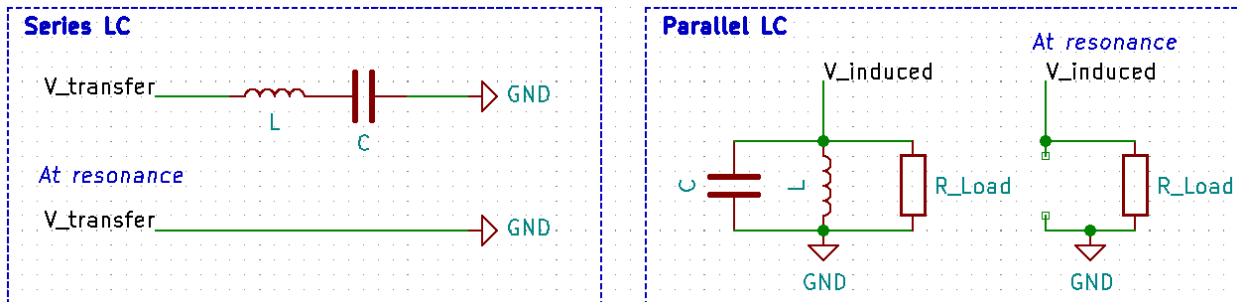 Series LC
V_transfer
GND
L
C
At resonance
V_transfer
GND
Parallel LC
At resonance
V_induced
V_induced
C
L
R_Load
R_Load
GND
GND